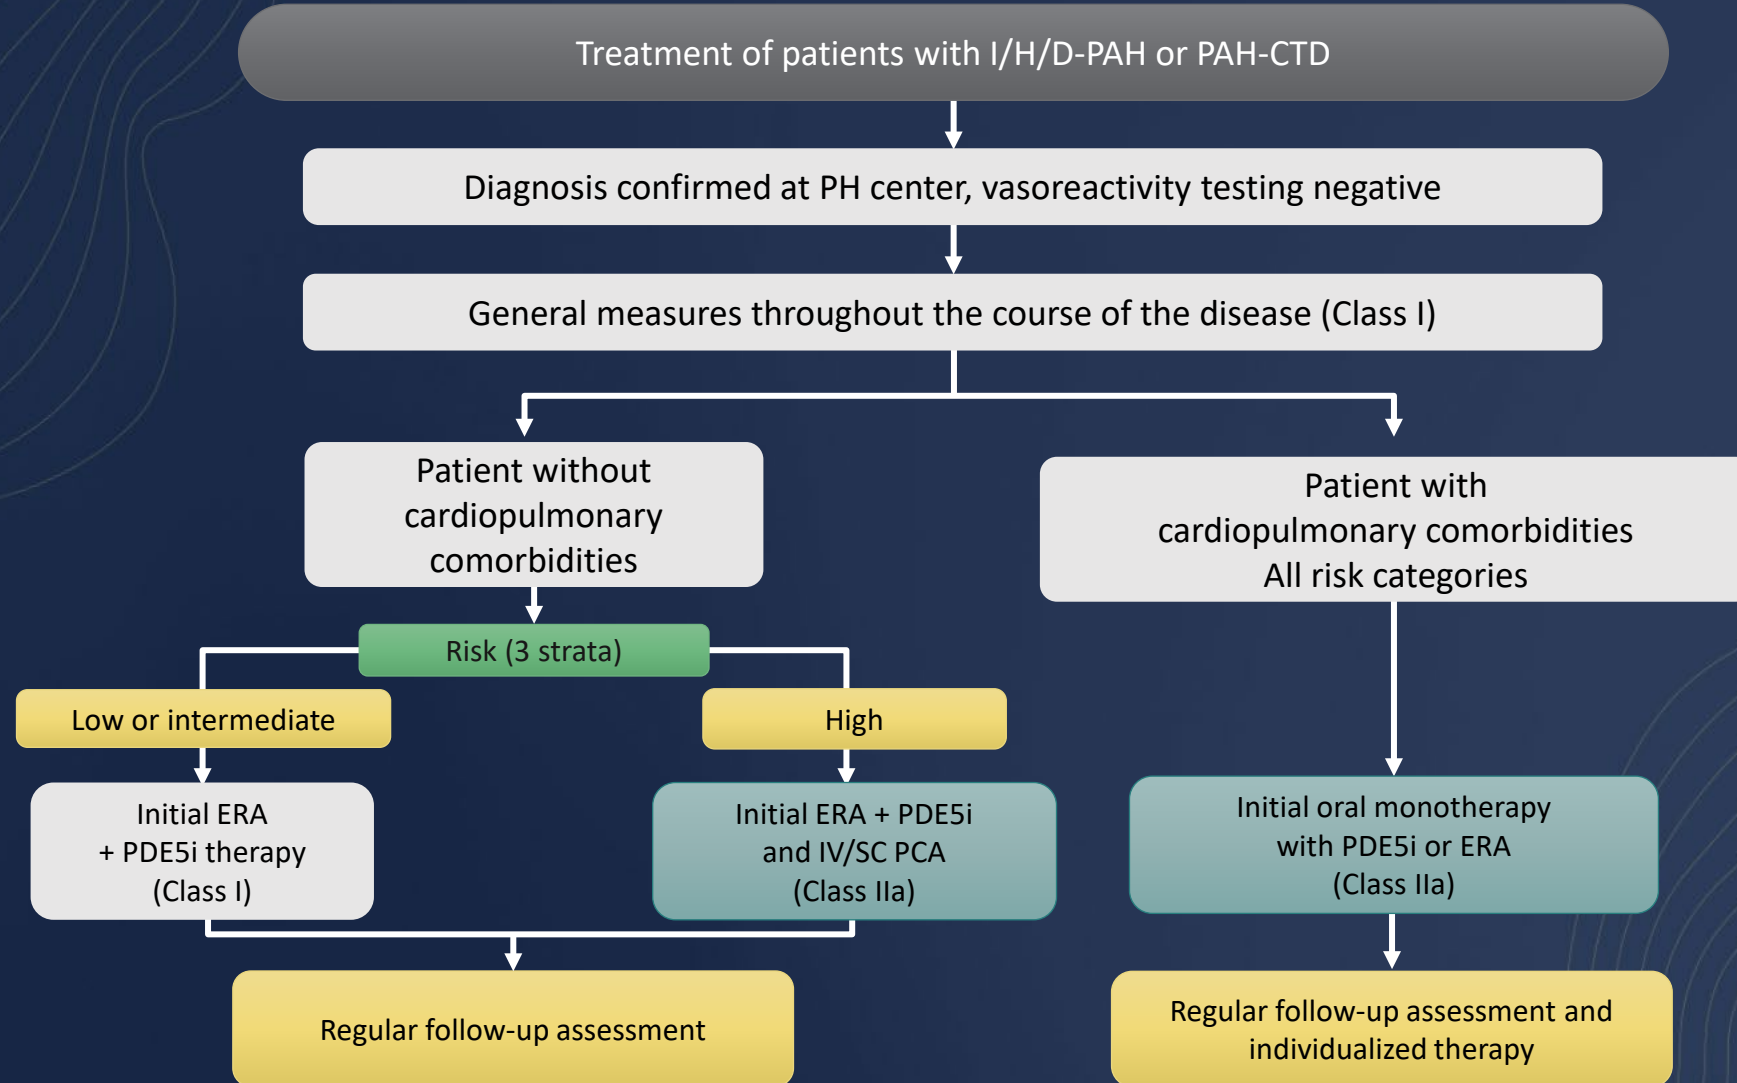 Treatment of patients with I/H/D-PAH or PAH-CTD
Diagnosis confirmed at PH center, vasoreactivity testing negative
General measures throughout the course of the disease (Class I)
Patient without
cardiopulmonary
comorbidities
Patient with
cardiopulmonary comorbidities
All risk categories
Risk (3 strata)
Low or intermediate
High
Initial ERA
+ PDE5i therapy
(Class I)
Initial ERA + PDE5i
and IV/SC PCA
(Class IIa)
Initial oral monotherapy
with PDE5i or ERA
(Class IIa)
Regular follow-up assessment
Regular follow-up assessment and
individualized therapy